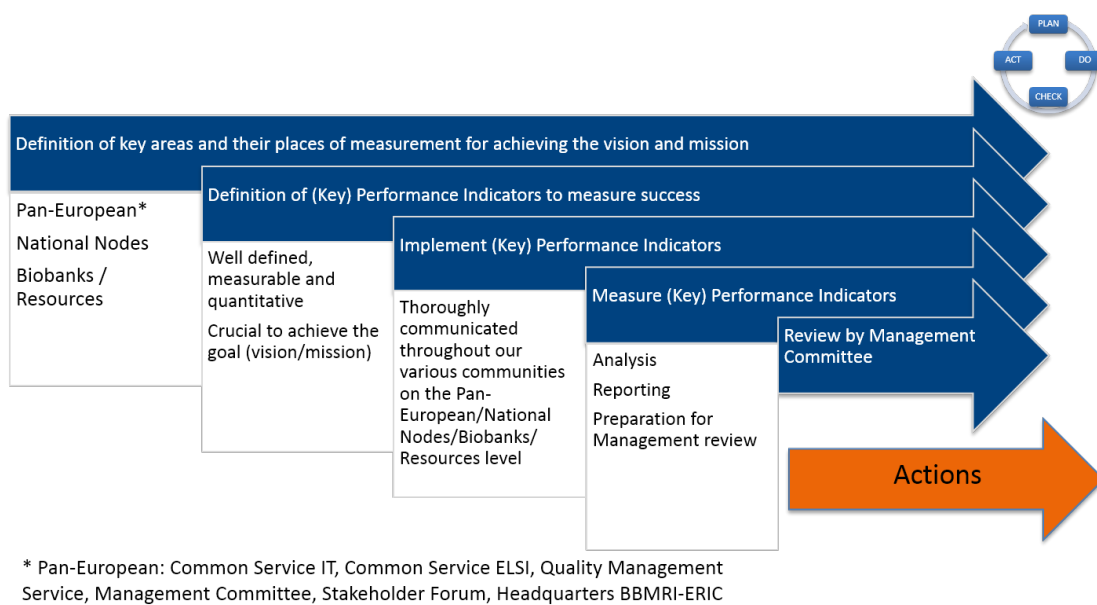 PLAN
ACT
DO
CHECK
Definition of key areas and their places of measurement for achieving the vision and mission
Pan-European*
National Nodes
Biobanks /
Resources
Definition of (Key) Performance Indicators to measure success
Well defined,
measurable and
quantitative
Crucial to achieve the
goal (vision/mission)
Implement (Key) Performance Indicators
Thoroughly
communicated
throughout our
various communities
on the Pan-
European/National
Nodes/Biobanks/
Resources level
Measure (Key) Performance Indicators
Analysis
Reporting
Preparation for
Management review
Review by Management
Committee
Actions
* Pan-European: Common Service IT, Common Service ELSI, Quality Management
Service, Management Committee, Stakeholder Forum, Headquarters BBMRI-ERIC